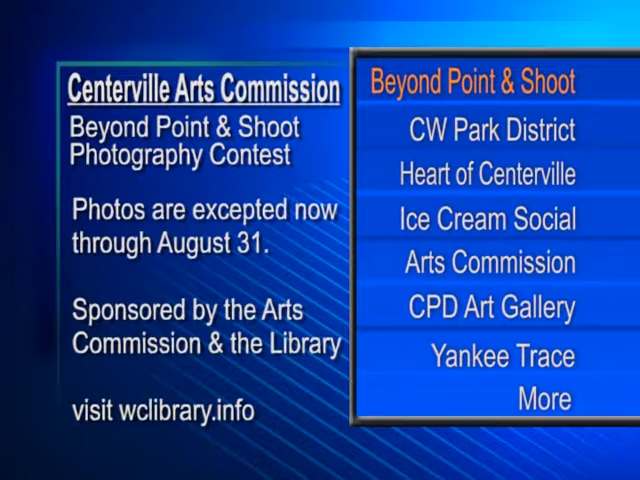 Centerville Arts Commission
Beyond Point & Shoot
Photography Contest
Photos are excepted now
through August 31.
Sponsored by the Arts
Commission & the Library
visit wclibrary.info
Beyond Point & Shoot
CW Park District
Heart of Centerville
Ice Cream Social
Arts Commission
CPD Art Gallery
Yankee Trace
More